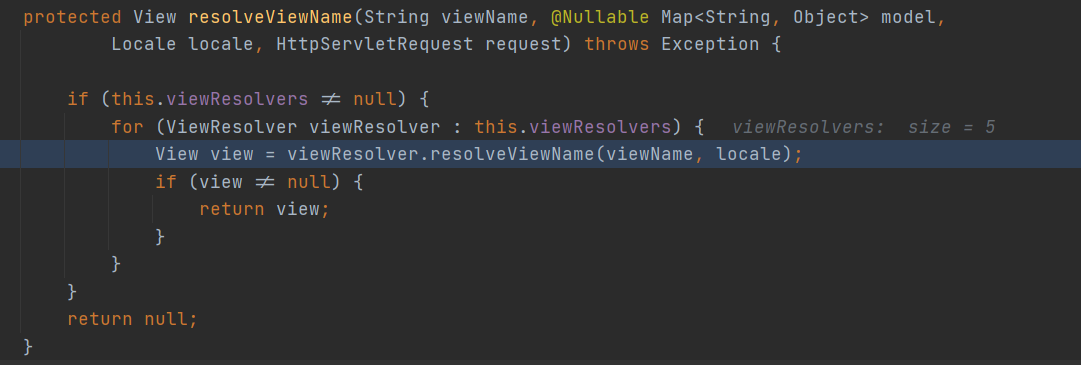 protected View resolveViewName(String viewName, @Nullable Map<String, Object> model,
        Locale locale, HttpServletRequest request) throws Exception {

    if (this.viewResolvers ≠ null) {
        for (ViewResolver viewResolver : this.viewResolvers) {  viewResolvers:  size = 5
            View view = viewResolver.resolveViewName(viewName, locale);
            if (view ≠ null) {
                return view;
            }
        }
    }
    return null;
}